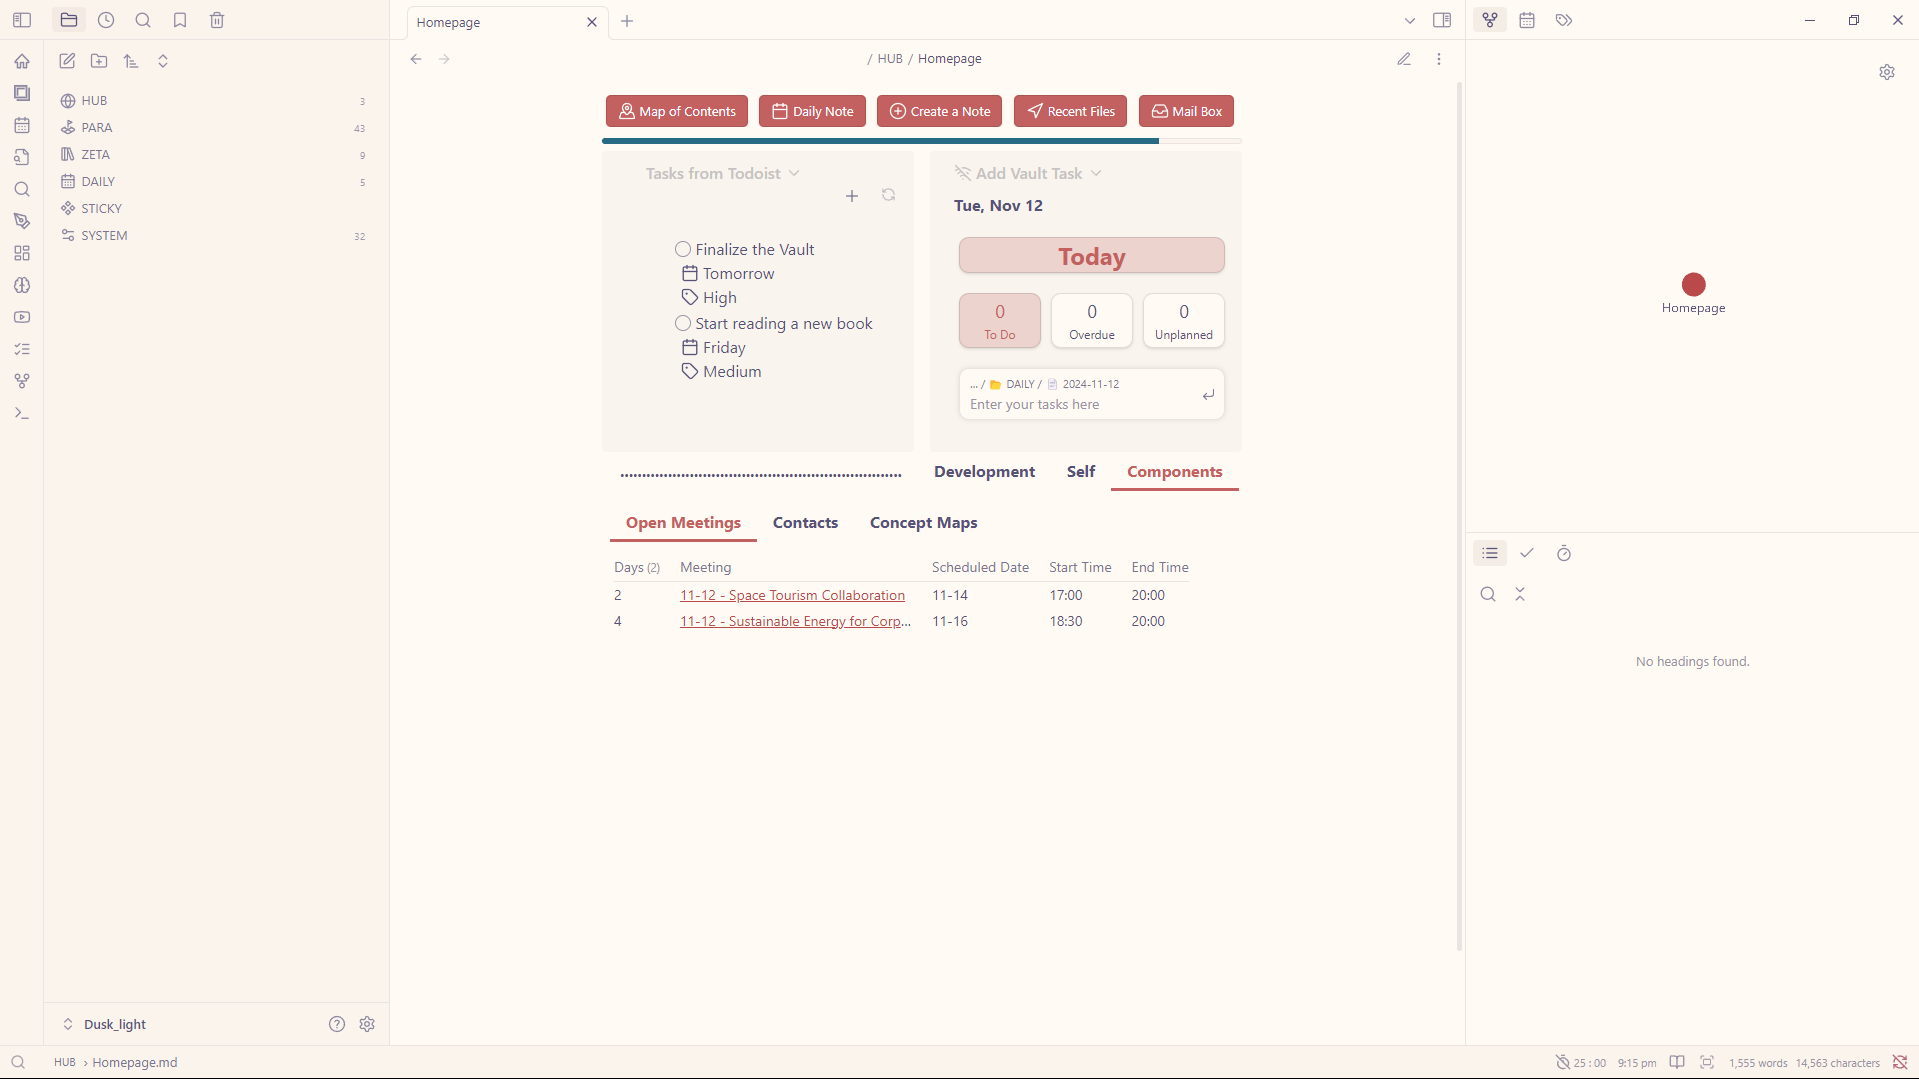 Homepage
/ HUB / Homepage
HUB 3
PARA 43
ZETA 9
DAILY 5
STICKY
SYSTEM 32
Map of Contents
Daily Note
Create a Note
Recent Files
Mail Box
Tasks from Todoist
Finalize the Vault
Tomorrow
High
Start reading a new book
Friday
Medium
Add Vault Task
Tue, Nov 12
Today
0 To Do
0 Overdue
0 Unplanned
... / DAILY / 2024-11-12
Enter your tasks here
Development Self Components
Open Meetings Contacts Concept Maps
Days (2) Meeting Scheduled Date Start Time End Time
2 11-12 - Space Tourism Collaboration 11-14 17:00 20:00
4 11-12 - Sustainable Energy for Corp... 11-16 18:30 20:00
Homepage
No headings found.
Dusk_light
HUB › Homepage.md
25 : 00 9:15 pm 1,555 words 14,563 characters